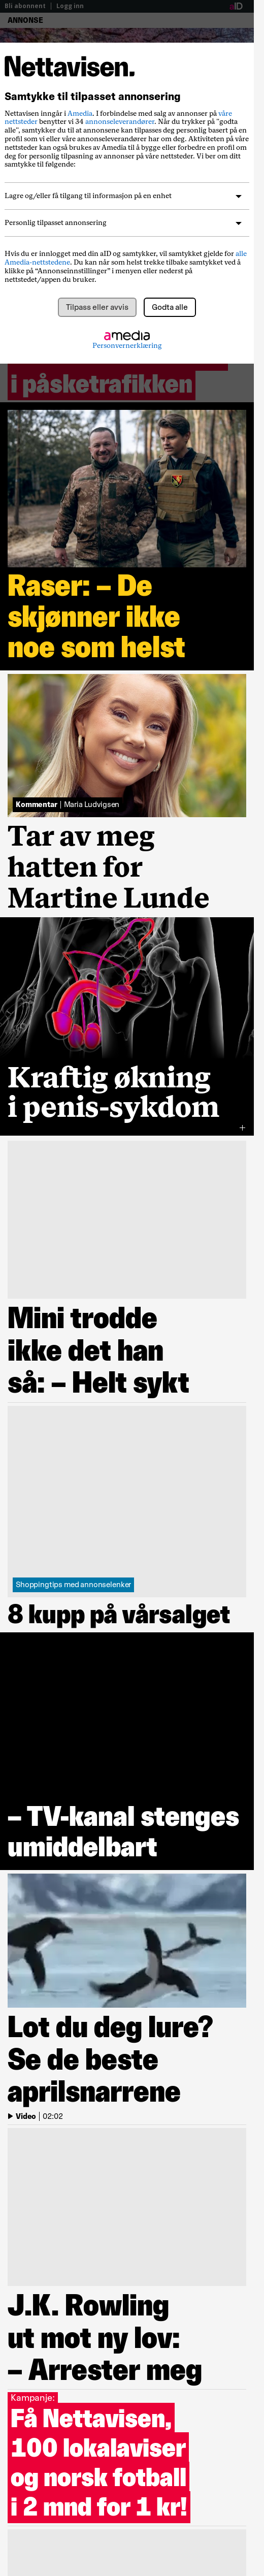 Bli abonnent | Logg inn
aID
ANNONSE
Nettavisen.
Samtykke til tilpasset annonsering
Nettavisen inngår i Amedia. I forbindelse med salg av annonser på våre
nettsteder benytter vi 34 annonseleverandører. Når du trykker på "godta
alle", samtykker du til at annonsene kan tilpasses deg personlig basert på en
profil som vi og våre annonseleverandører har om deg. Aktiviteten på våre
nettsteder kan også brukes av Amedia til å bygge eller forbedre en profil om
deg for personlig tilpasning av annonser på våre nettsteder. Vi ber om ditt
samtykke til følgende:
Lagre og/eller få tilgang til informasjon på en enhet
Personlig tilpasset annonsering
Hvis du er innlogget med din aID og samtykker, vil samtykket gjelde for alle
Amedia-nettstedene. Du kan når som helst trekke tilbake samtykket ved å
klikke på “Annonseinnstillinger” i menyen eller nederst på
nettstedet/appen du bruker.
Tilpass eller avvis
Godta alle
amedia
Personvernerklæring
i påsketrafikken
Raser: – De
skjønner ikke
noe som helst
Kommentar | Maria Ludvigsen
Tar av meg
hatten for
Martine Lunde
Kraftig økning
i penis-sykdom
Mini trodde
ikke det han
så: – Helt sykt
Shoppingtips med annonselenker
8 kupp på vårsalget
– TV-kanal stenges
umiddelbart
Lot du deg lure?
Se de beste
aprilsnarrene
Video | 02:02
J.K. Rowling
ut mot ny lov:
– Arrester meg
Kampanje:
Få Nettavisen,
100 lokalaviser
og norsk fotball
i 2 mnd for 1 kr!